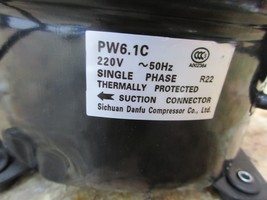 PW6.1C
220V ~50Hz
SINGLE PHASE R22
THERMALLY PROTECTED
SUCTION CONNECTOR
Sichuan Danfu Compressor Co., Ltd.